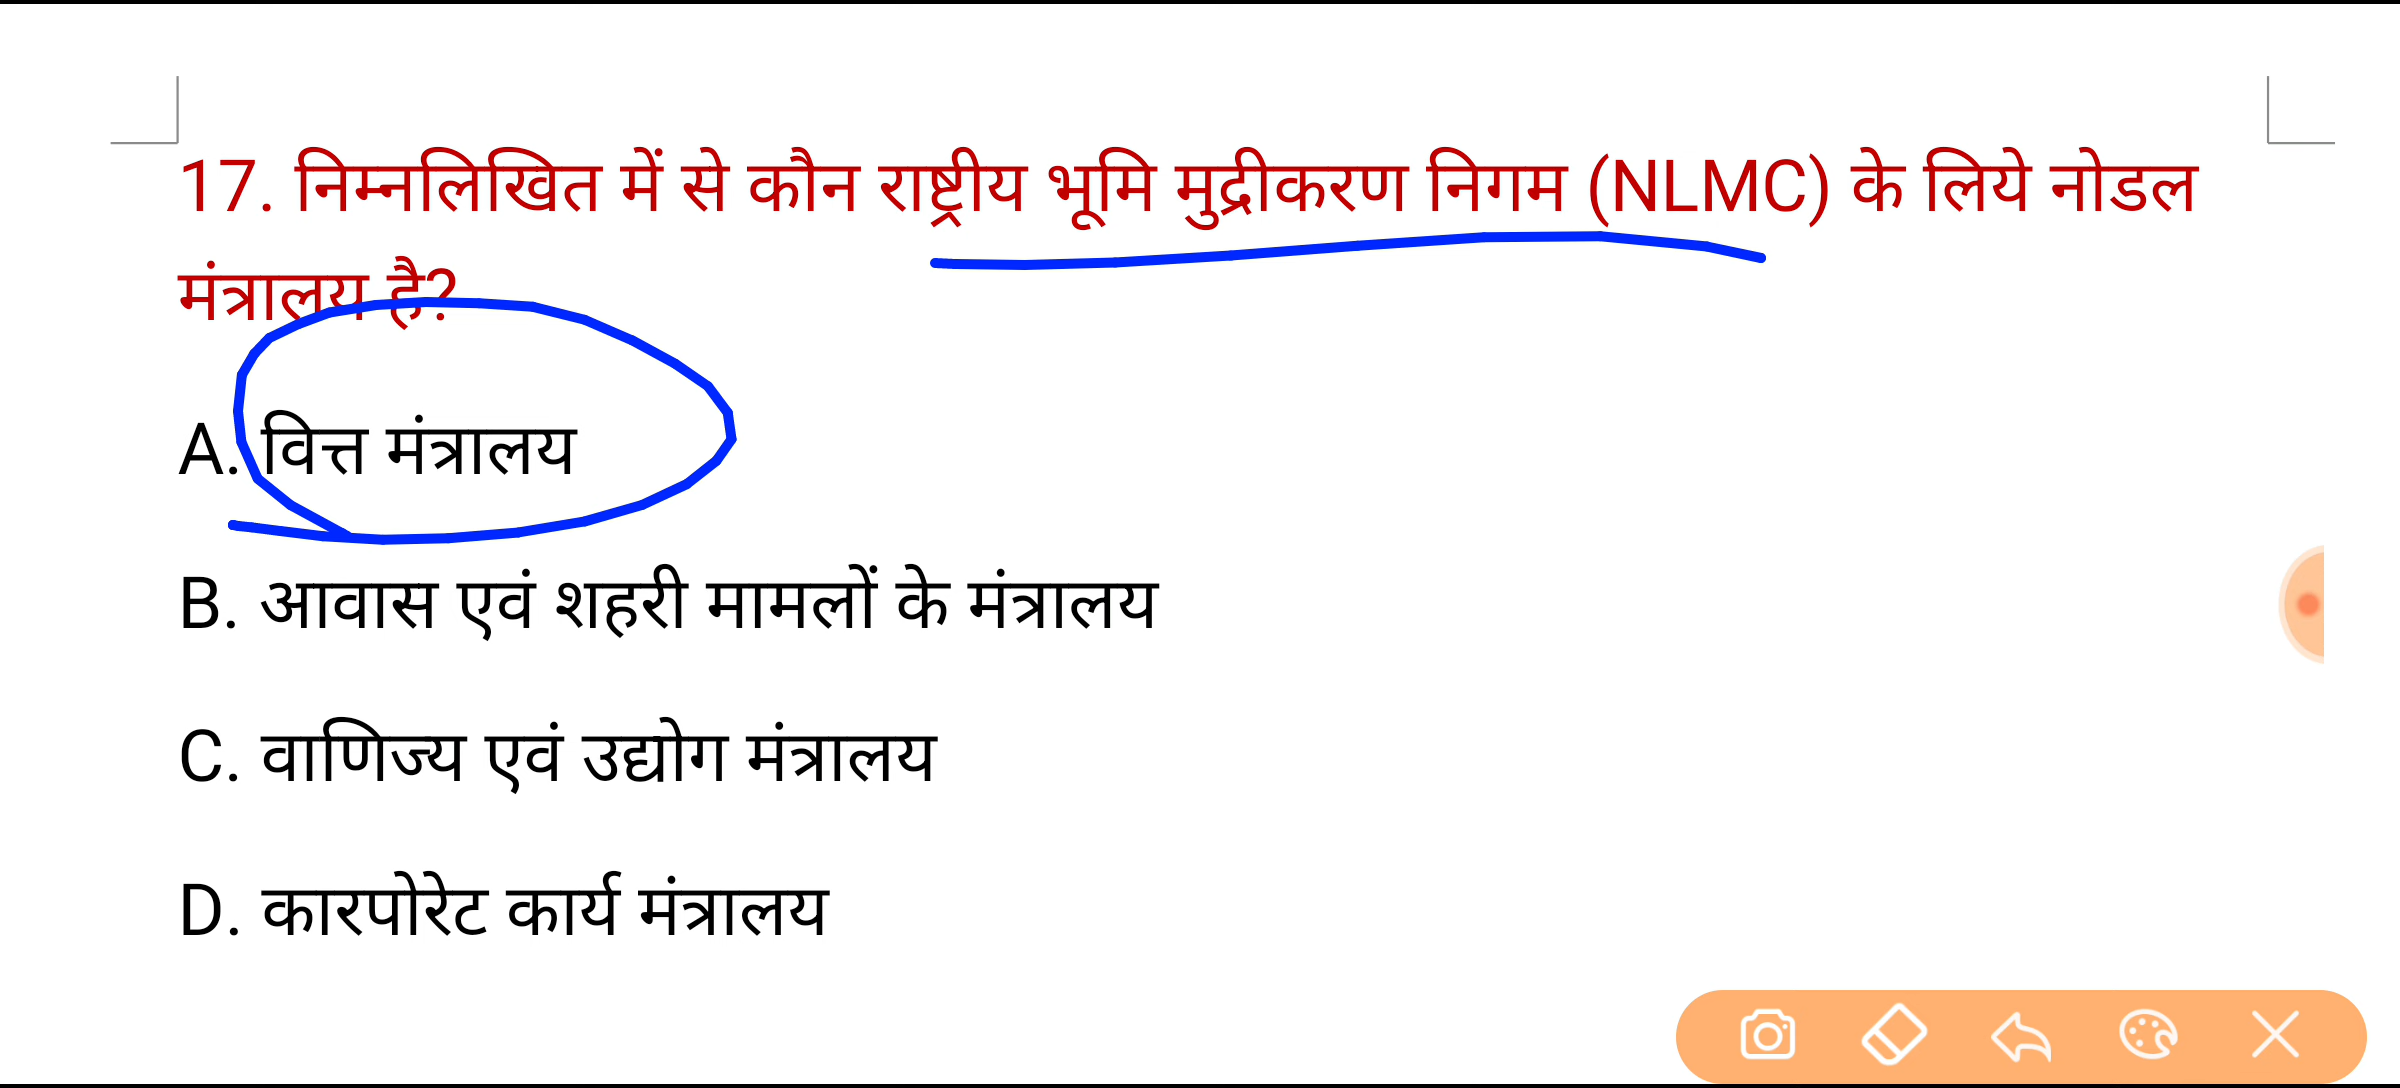 17. निम्नलिखित में से कौन राष्ट्रीय भूमि मुद्रीकरण निगम (NLMC) के लिये नोडल
मंत्रालय है?
A. वित्त मंत्रालय
B. आवास एवं शहरी मामलों के मंत्रालय
C. वाणिज्य एवं उद्योग मंत्रालय
D. कारपोरेट कार्य मंत्रालय